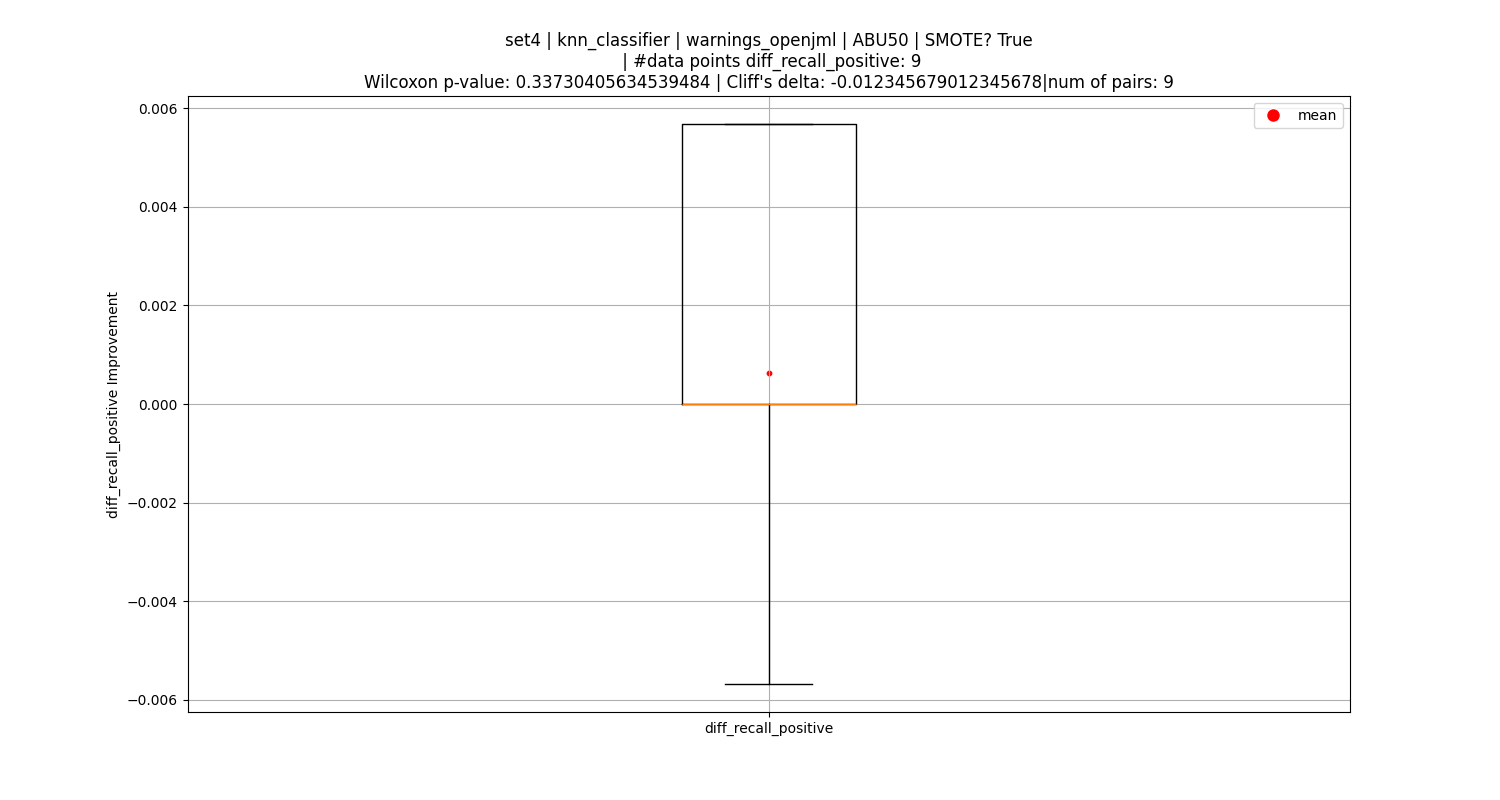 set4 | knn_classifier | warnings_openjml | ABU50 | SMOTE? True
| #data points diff_recall_positive: 9
Wilcoxon p-value: 0.33730405634539484 | Cliff's delta: -0.012345679012345678|num of pairs: 9
mean
0.006
0.004
0.002
0.000
−0.002
−0.004
−0.006
diff_recall_positive Improvement
diff_recall_positive